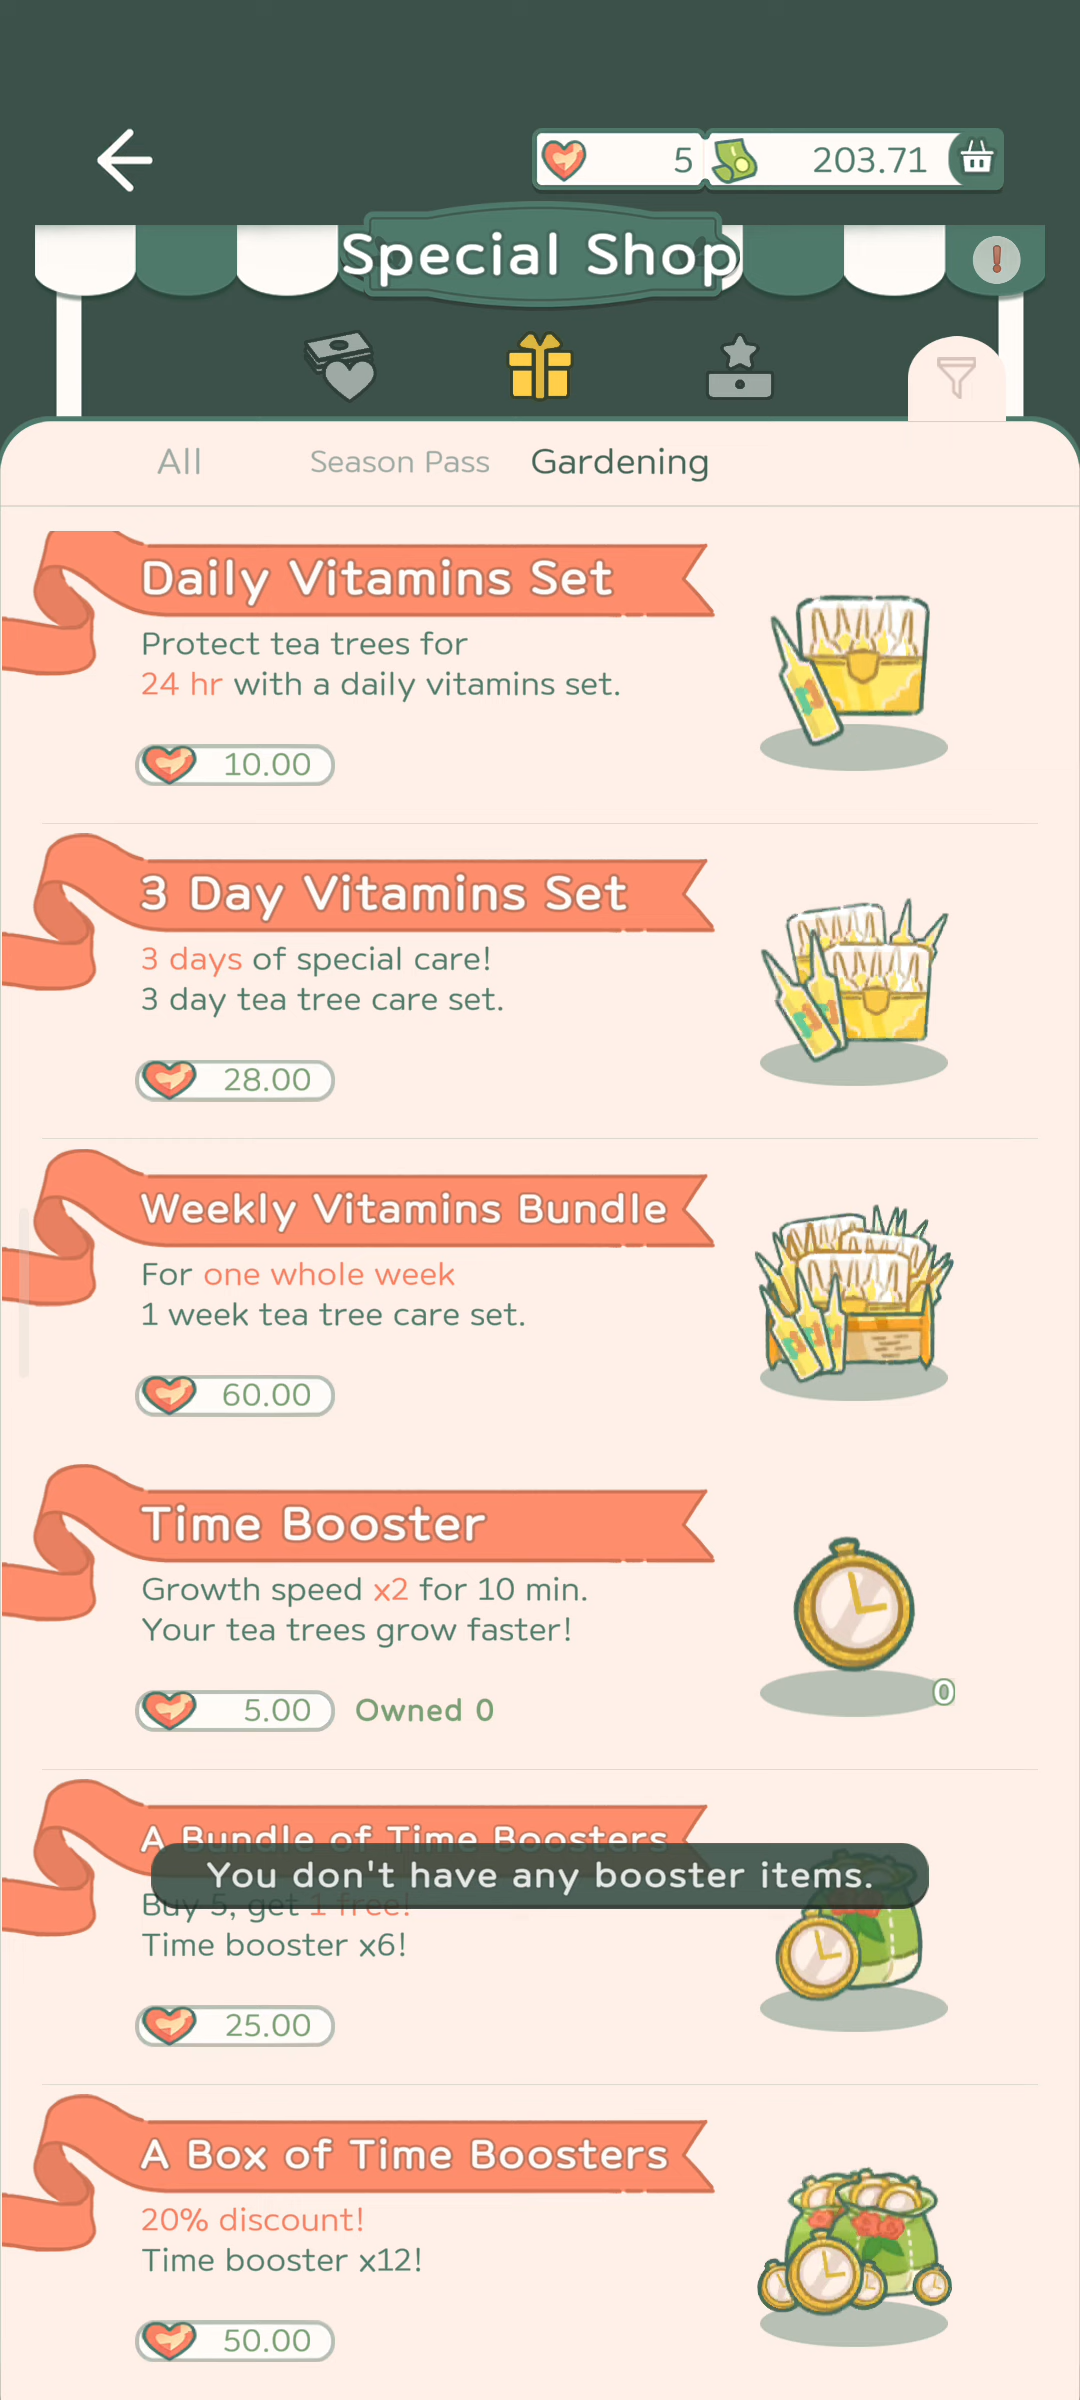 5
203.71
Special Shop
All
Season Pass
Gardening
Daily Vitamins Set
Protect tea trees for
24 hr with a daily vitamins set.
10.00
3 Day Vitamins Set
3 days of special care!
3 day tea tree care set.
28.00
Weekly Vitamins Bundle
For one whole week
1 week tea tree care set.
60.00
Time Booster
Growth speed x2 for 10 min.
Your tea trees grow faster!
5.00
Owned 0
0
A Bundle of Time Boosters
You don't have any booster items.
Buy 5, get 1 free!
Time booster x6!
25.00
A Box of Time Boosters
20% discount!
Time booster x12!
50.00